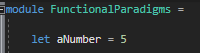 module FunctionalParadigms =
let aNumber = 5